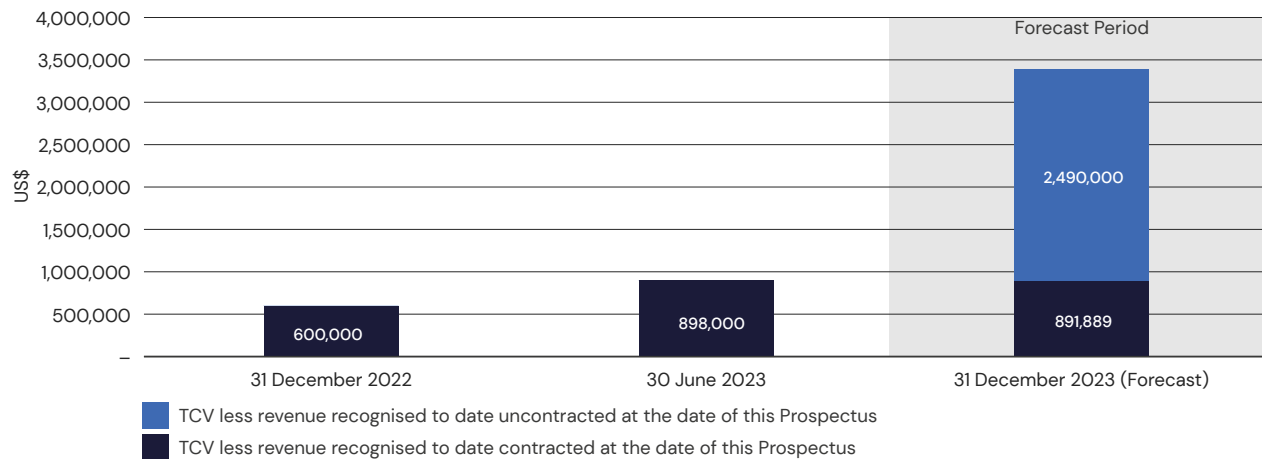 4,000,000
Forecast Period
3,500,000
3,000,000
2,500,000
US$
2,000,000
2,490,000
1,500,000
1,000,000
500,000
600,000
898,000
891,889
–
31 December 2022
30 June 2023
31 December 2023 (Forecast)
TCV less revenue recognised to date uncontracted at the date of this Prospectus
TCV less revenue recognised to date contracted at the date of this Prospectus